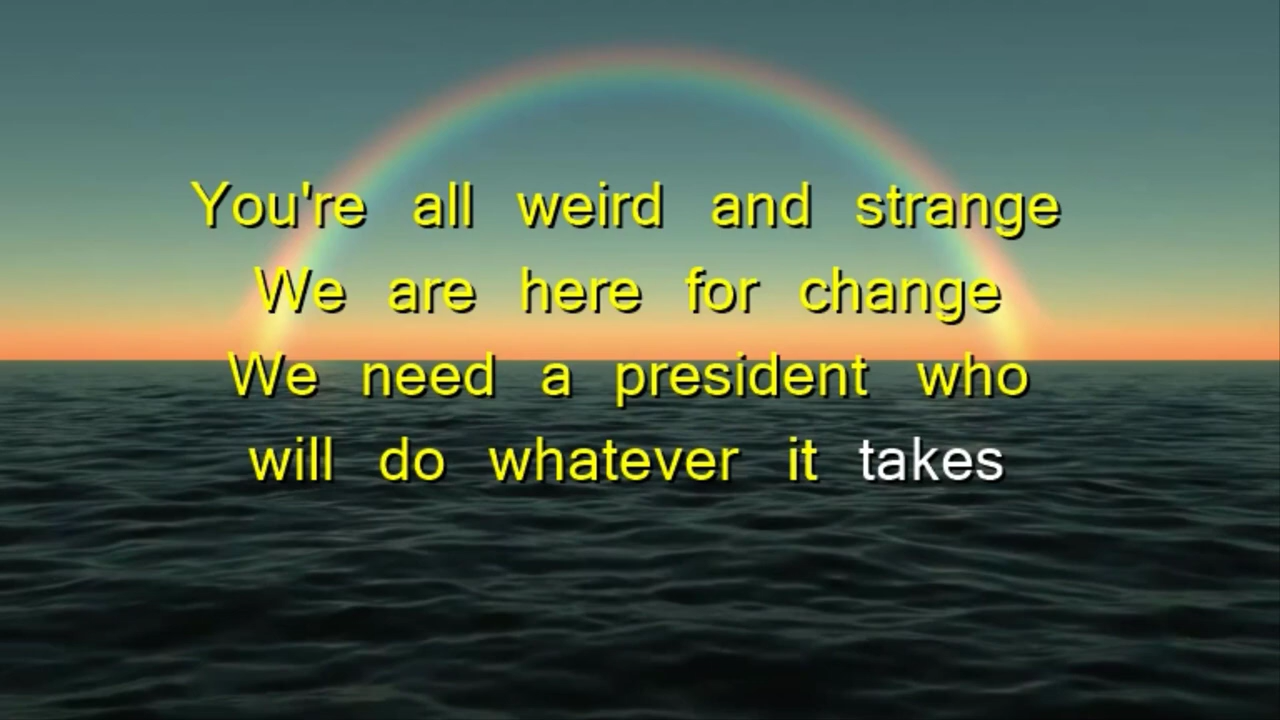 You're all weird and strange
We are here for change
We need a president who
will do whatever it takes